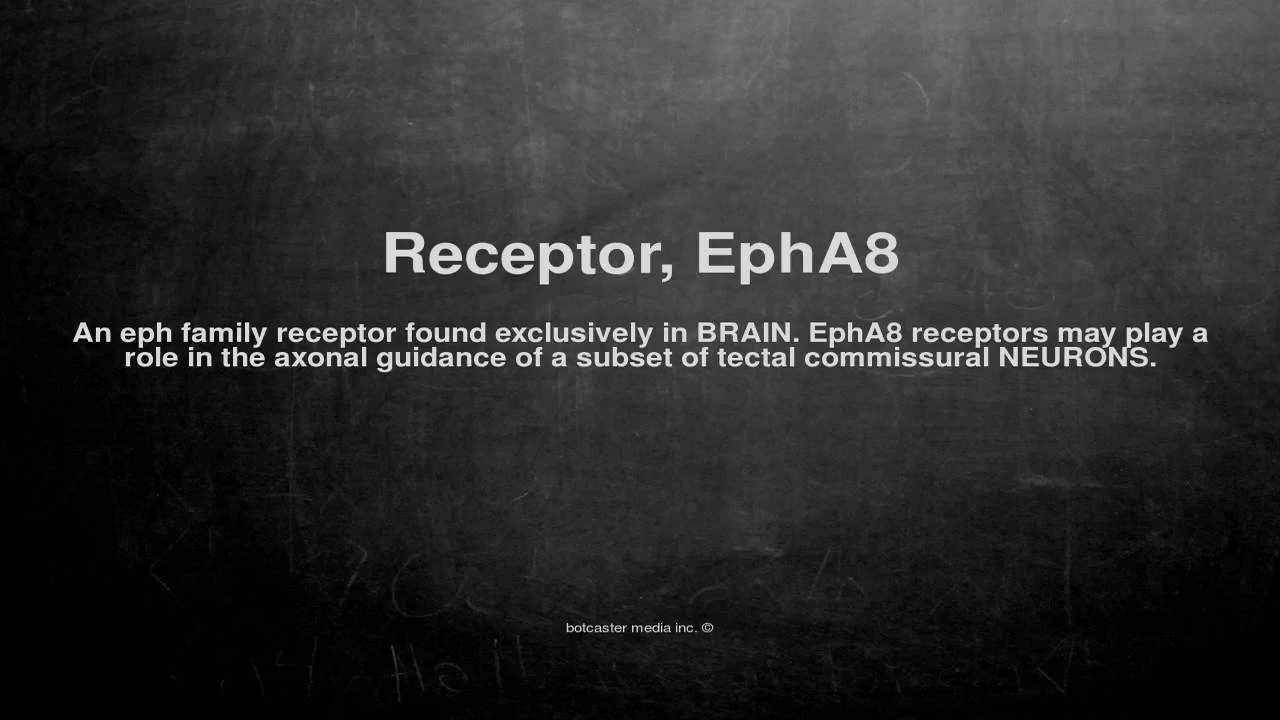 Receptor, EphA8
An eph family receptor found exclusively in BRAIN. EphA8 receptors may play a
role in the axonal guidance of a subset of tectal commissural NEURONS.
botcaster media inc. ©